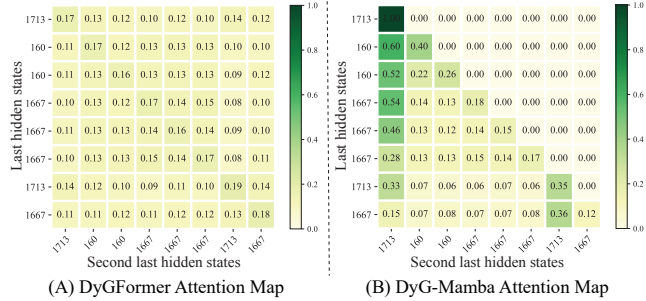 Last hidden states
1713 0.17 0.13 0.12 0.10 0.12 0.10 0.14 0.12
160 0.11 0.17 0.12 0.13 0.11 0.13 0.11 0.12
160 0.11 0.13 0.16 0.13 0.13 0.13 0.09 0.12
1667 0.10 0.13 0.12 0.17 0.14 0.15 0.08 0.10
1667 0.11 0.13 0.13 0.14 0.16 0.14 0.09 0.10
1667 0.10 0.13 0.13 0.15 0.14 0.17 0.08 0.11
1713 0.14 0.12 0.10 0.09 0.11 0.10 0.19 0.14
1667 0.11 0.11 0.12 0.11 0.12 0.12 0.13 0.18
1713 160 160 1667 1667 1667 1713 1667
Second last hidden states
1.0
0.8
0.6
0.4
0.2
0.0
(A) DyGFormer Attention Map
Last hidden states
1713 0.00 0.00 0.00 0.00 0.00 0.00 0.00
160 0.60 0.40 0.00 0.00 0.00 0.00 0.00 0.00
160 0.52 0.22 0.26 0.00 0.00 0.00 0.00 0.00
1667 0.54 0.14 0.13 0.18 0.00 0.00 0.00 0.00
1667 0.46 0.13 0.12 0.14 0.15 0.00 0.00 0.00
1667 0.28 0.13 0.13 0.15 0.14 0.17 0.00 0.00
1713 0.33 0.07 0.06 0.06 0.07 0.07 0.35 0.00
1667 0.15 0.07 0.08 0.07 0.07 0.08 0.36 0.12
1713 160 160 1667 1667 1667 1713 1667
Second last hidden states
1.0
0.8
0.6
0.4
0.2
0.0
(B) DyG-Mamba Attention Map